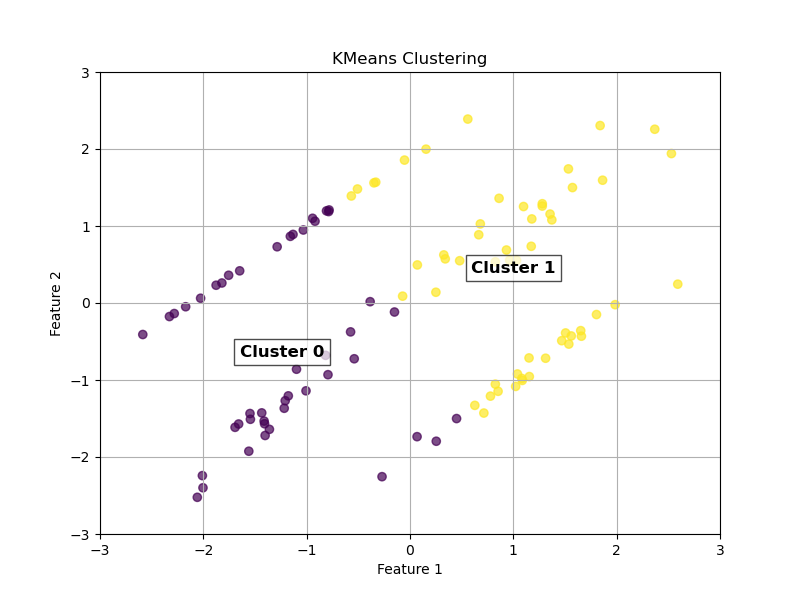 KMeans Clustering
3
2
1
0
−1
−2
−3
Feature 2
Cluster 1
Cluster 0
−3 −2 −1 0 1 2 3
Feature 1